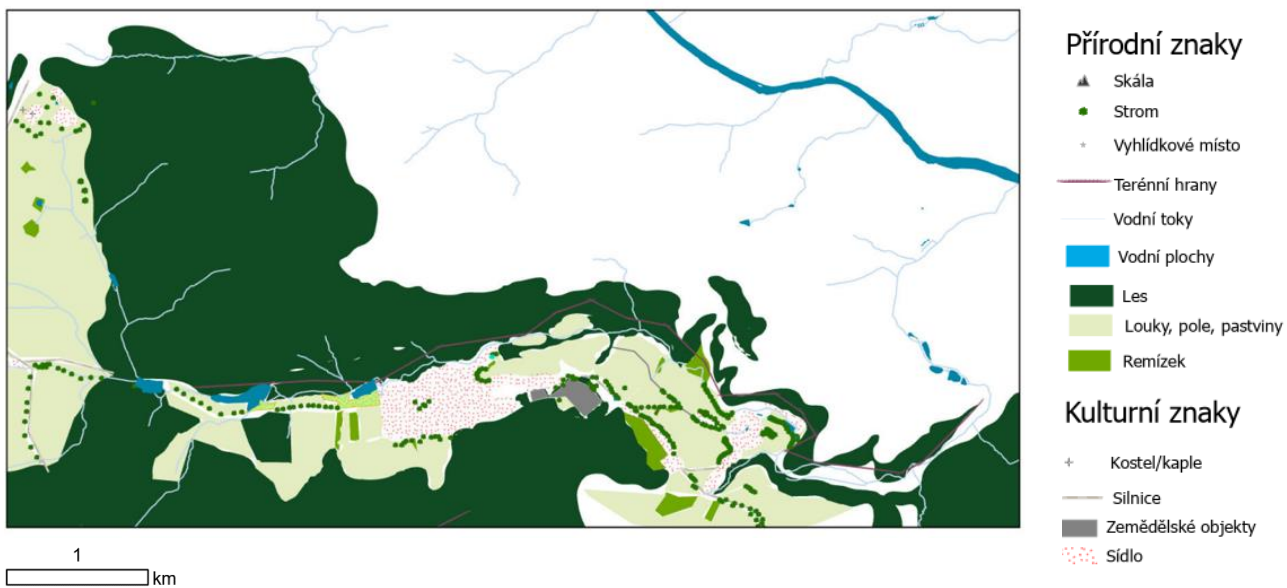 Přírodní znaky
Skála
Strom
Vyhlídkové místo
Terénní hrany
Vodní toky
Vodní plochy
Les
Louky, pole, pastviny
Remízek
Kulturní znaky
Kostel/kaple
Silnice
Zemědělské objekty
Sídlo
1
km